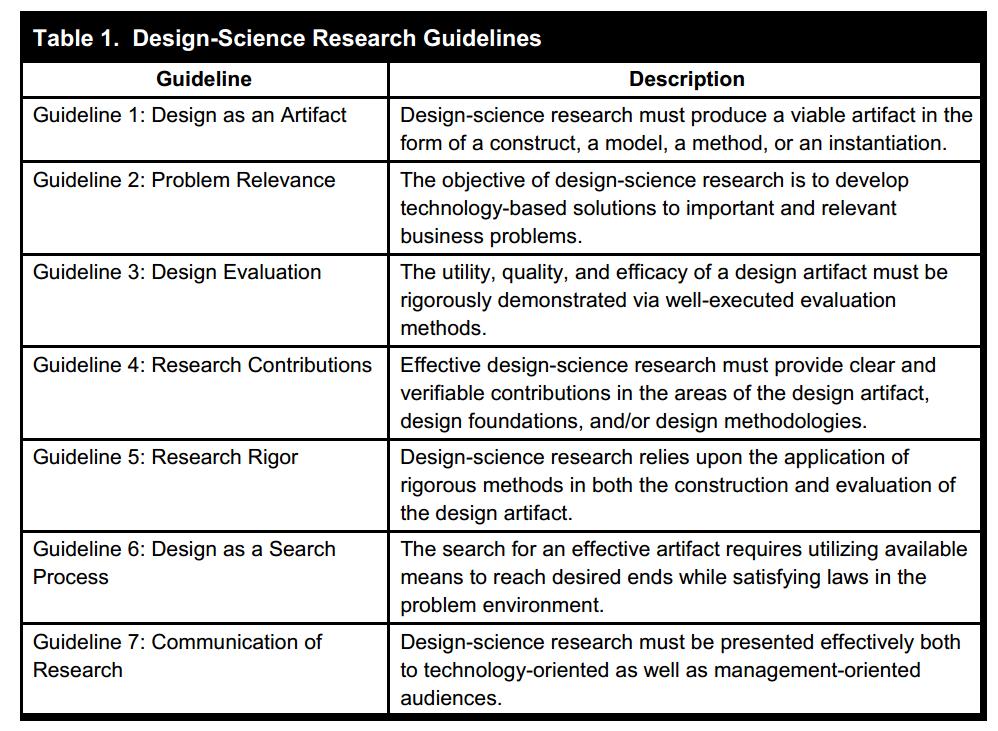 Table 1.  Design-Science Research Guidelines
Guideline
Description
Guideline 1: Design as an Artifact
Design-science research must produce a viable artifact in the
form of a construct, a model, a method, or an instantiation.
Guideline 2: Problem Relevance
The objective of design-science research is to develop
technology-based solutions to important and relevant
business problems.
Guideline 3: Design Evaluation
The utility, quality, and efficacy of a design artifact must be
rigorously demonstrated via well-executed evaluation
methods.
Guideline 4: Research Contributions
Effective design-science research must provide clear and
verifiable contributions in the areas of the design artifact,
design foundations, and/or design methodologies.
Guideline 5: Research Rigor
Design-science research relies upon the application of
rigorous methods in both the construction and evaluation of
the design artifact.
Guideline 6: Design as a Search
Process
The search for an effective artifact requires utilizing available
means to reach desired ends while satisfying laws in the
problem environment.
Guideline 7: Communication of
Research
Design-science research must be presented effectively both
to technology-oriented as well as management-oriented
audiences.